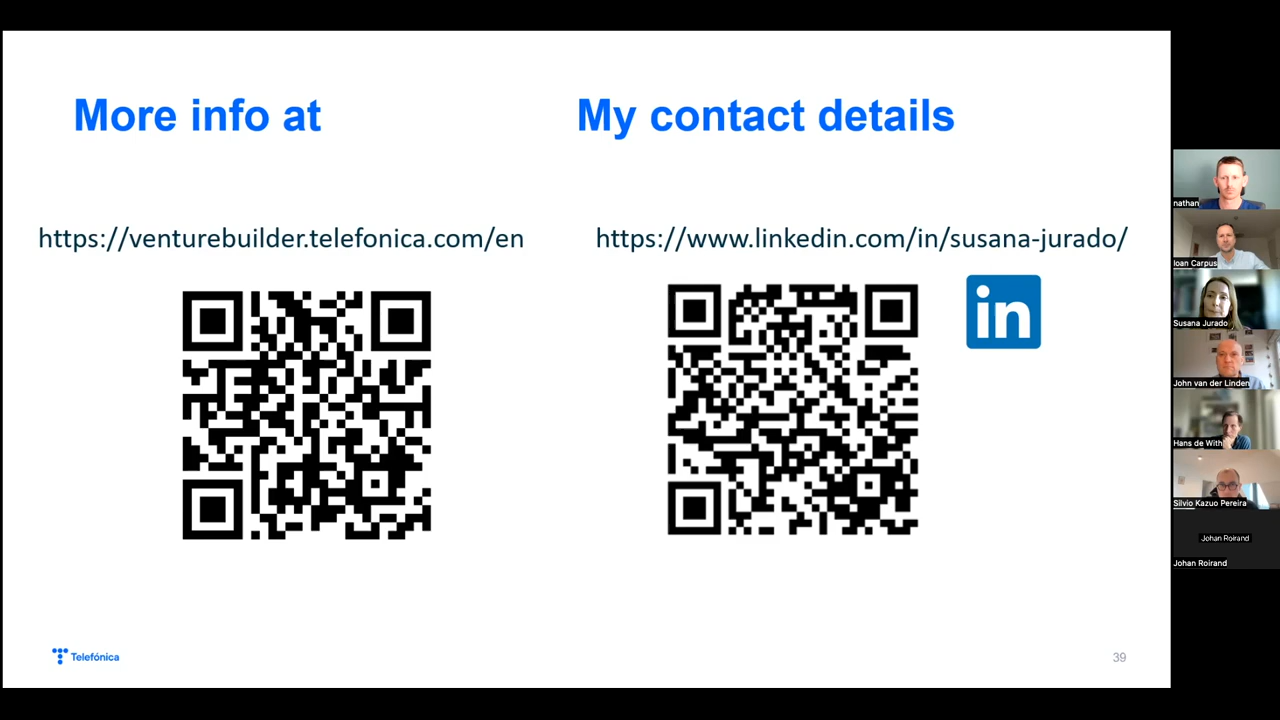 More info at
My contact details
https://venturebuilder.telefonica.com/en
https://www.linkedin.com/in/susana-jurado/
in
Telefónica
39
nathan
Ioan Carpus
Susana Jurado
John van der Linden
Hans de With
Silvio Kazuo Pereira
Johan Roirand
Johan Roirand